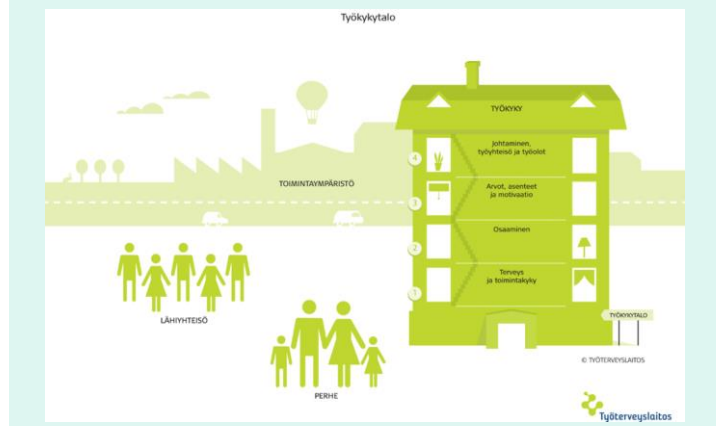 Työkykytalo
TYÖKYKY
4
Johtaminen,
työyhteisö ja työolot
TOIMINTAYMPÄRISTÖ
3
Arvot, asenteet
ja motivaatio
2
Osaaminen
1
Terveys
ja toimintakyky
LÄHIYHTEISÖ
TYÖKYKYTALO
PERHE
© TYÖTERVEYSLAITOS
Työterveyslaitos